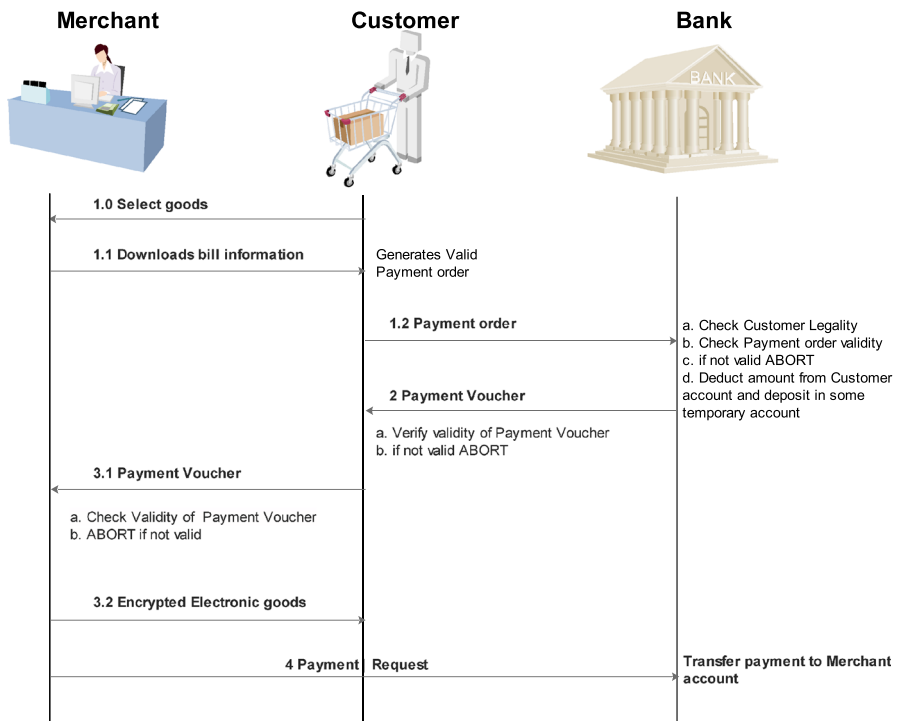 Merchant
Customer
Bank
BANK
1.0 Select goods
1.1 Downloads bill information
Generates Valid
Payment order
1.2 Payment order
a. Check Customer Legality
b. Check Payment order validity
c. if not valid ABORT
d. Deduct amount from Customer
account and deposit in some
temporary account
2 Payment Voucher
a. Verify validity of Payment Voucher
b. if not valid ABORT
3.1 Payment Voucher
a. Check Validity of Payment Voucher
b. ABORT if not valid
3.2 Encrypted Electronic goods
4 Payment Request
Transfer payment to Merchant
account